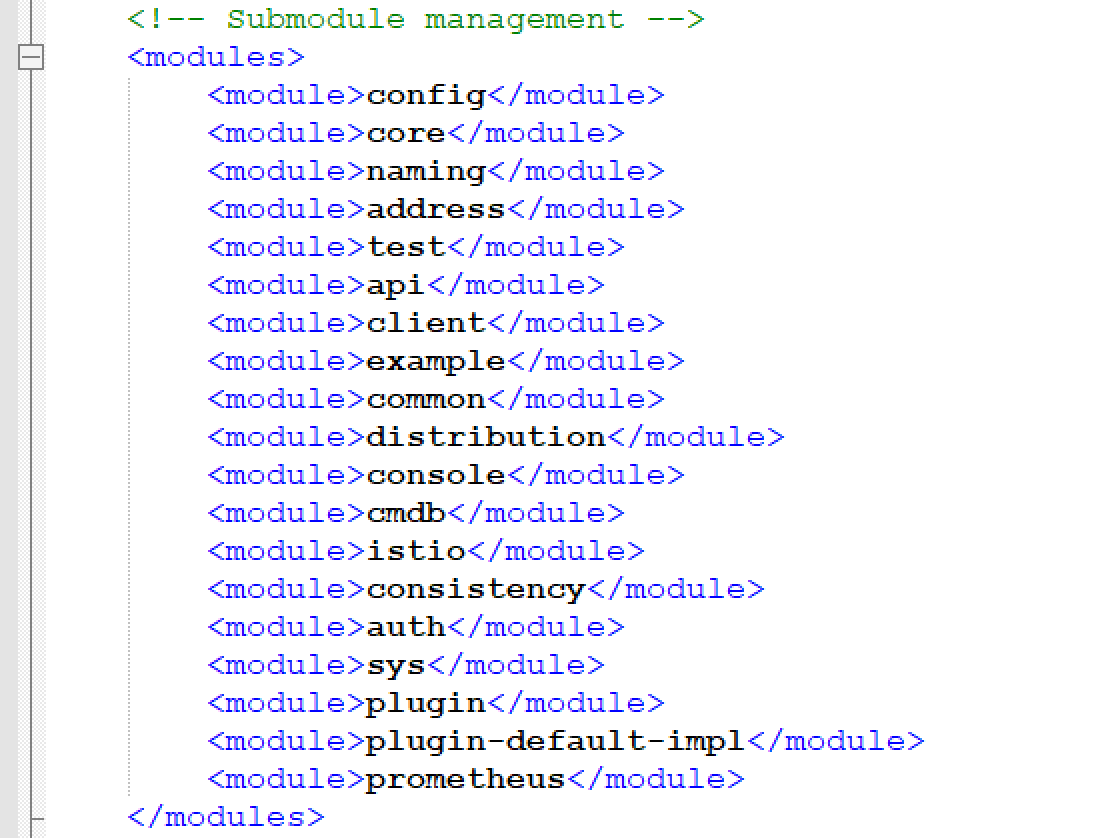 <!-- Submodule management -->
<modules>
<module>config</module>
<module>core</module>
<module>naming</module>
<module>address</module>
<module>test</module>
<module>api</module>
<module>client</module>
<module>example</module>
<module>common</module>
<module>distribution</module>
<module>console</module>
<module>cmdb</module>
<module>istio</module>
<module>consistency</module>
<module>auth</module>
<module>sys</module>
<module>plugin</module>
<module>plugin-default-impl</module>
<module>prometheus</module>
</modules>